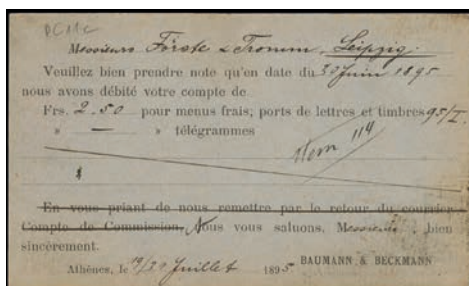 DC11c
Messieurs Förste & Tromm, Leipzig.
Veuillez bien prendre note qu'en date du 30 Juin 1895
nous avons débité votre compte de
Frs. 2.50 pour menus frais; ports de lettres et timbres 95/I.
» — » télégrammes
114
En vous priant de nous remettre par le retour du courrier
Compte de Commission, Nous vous saluons, Messieurs, bien
sincèrement.
Athènes, le 19/20 Juillet 1895 BAUMANN & BECKMANN